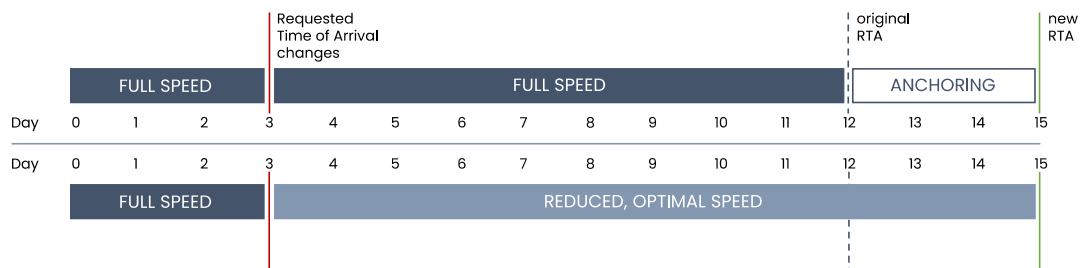 Requested
Time of Arrival
changes
original
RTA
new
RTA
FULL SPEED FULL SPEED ANCHORING
Day 0 1 2 3 4 5 6 7 8 9 10 11 12 13 14 15
Day 0 1 2 3 4 5 6 7 8 9 10 11 12 13 14 15
FULL SPEED REDUCED, OPTIMAL SPEED